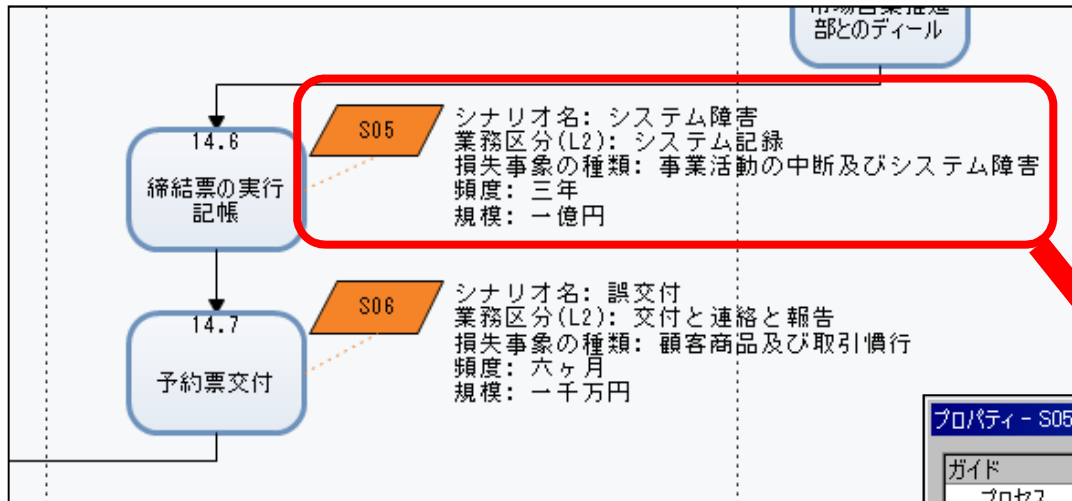 部とのディール
S05
シナリオ名: システム障害
業務区分(L2): システム記録
損失事象の種類: 事業活動の中断及びシステム障害
頻度: 三年
規模: 一億円
14.6
締結票の実行
記帳
S06
シナリオ名: 誤交付
業務区分(L2): 交付と連絡と報告
損失事象の種類: 顧客商品及び取引慣行
頻度: 六ヶ月
規模: 一千万円
14.7
予約票交付
プロパティ - S05
ガイド
プロセス